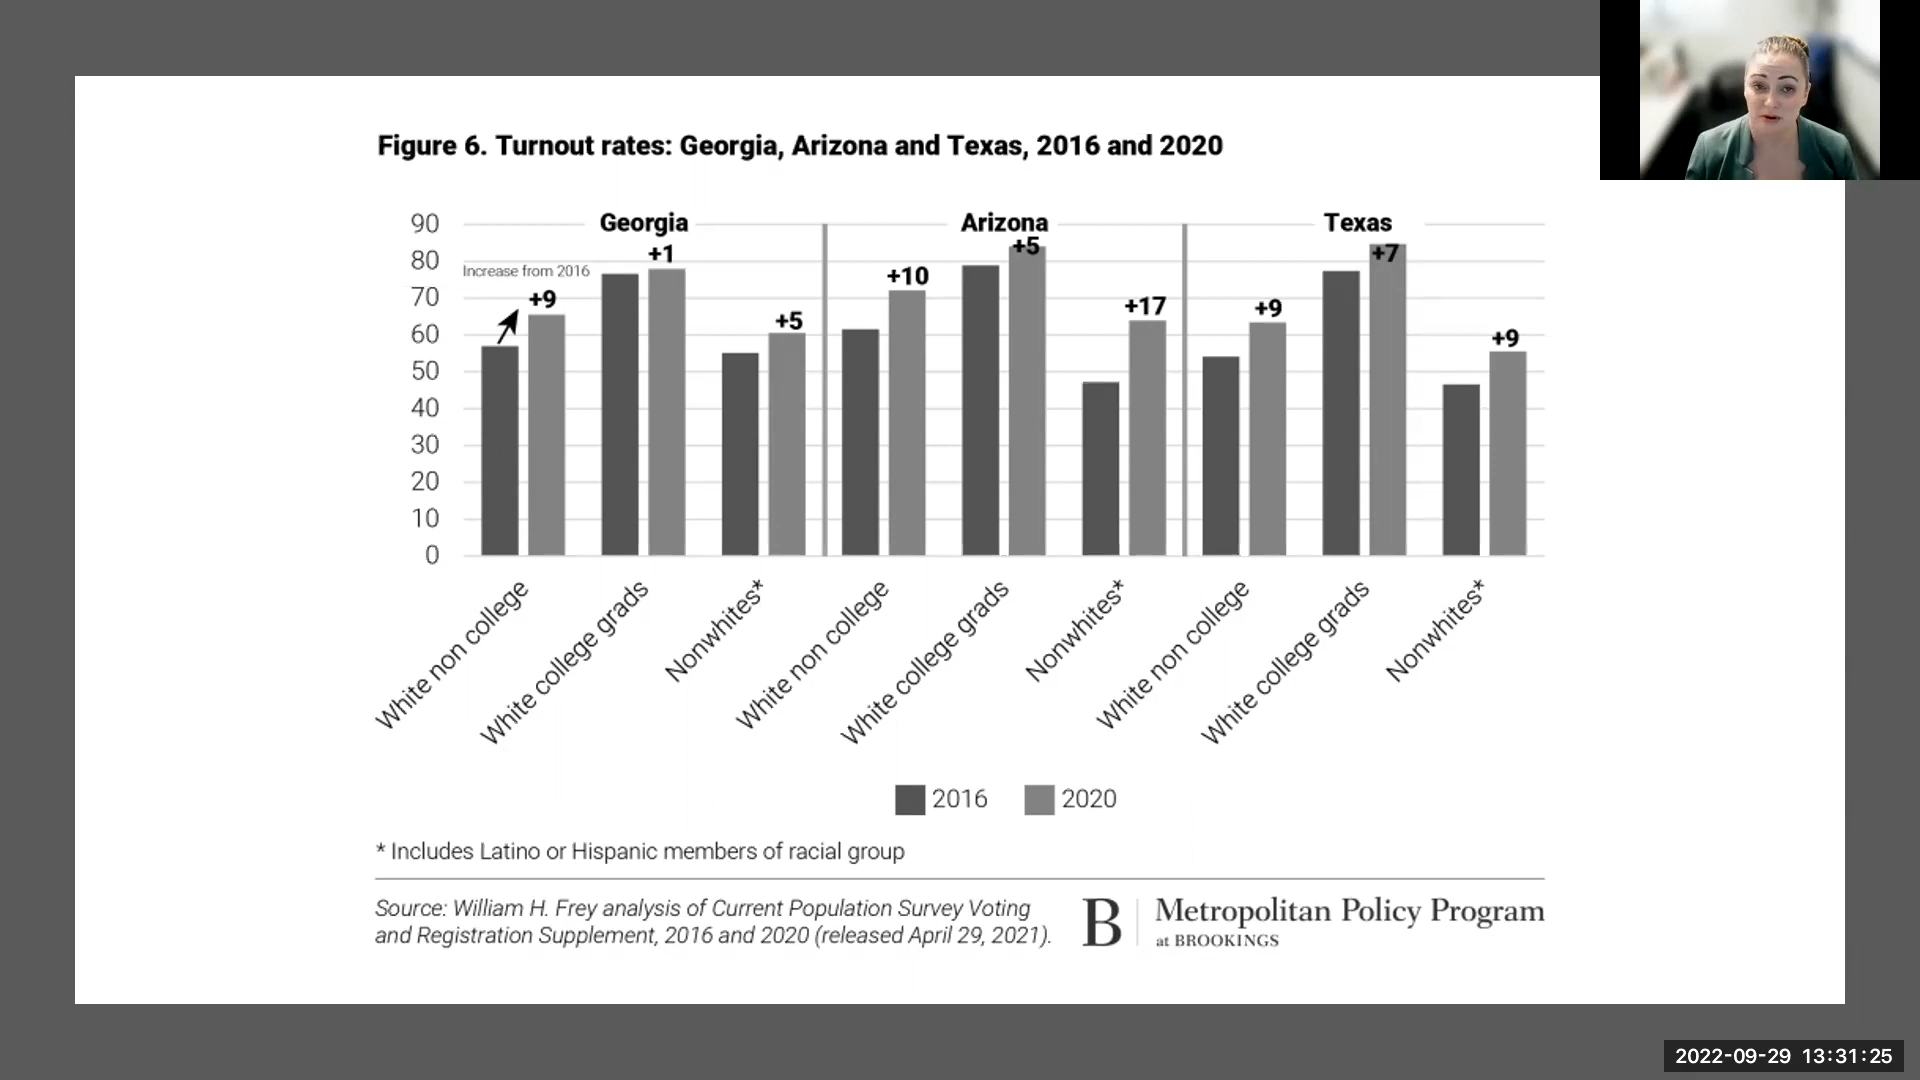 Figure 6. Turnout rates: Georgia, Arizona and Texas, 2016 and 2020
Georgia
Arizona
Texas
90
80
70
60
50
40
30
20
10
0
Increase from 2016
+9
+1
+5
+10
+5
+17
+9
+7
+9
White non college
White college grads
Nonwhites*
White non college
White college grads
Nonwhites*
White non college
White college grads
Nonwhites*
2016
2020
* Includes Latino or Hispanic members of racial group
Source: William H. Frey analysis of Current Population Survey Voting
and Registration Supplement, 2016 and 2020 (released April 29, 2021).
B
Metropolitan Policy Program
at BROOKINGS
2022-09-29 13:31:25